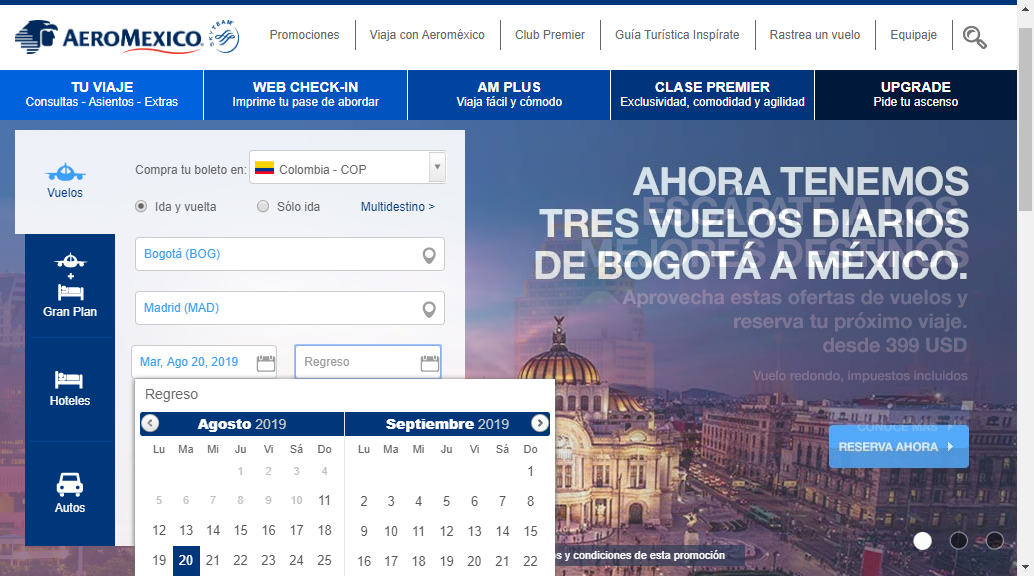 AEROMEXICO.
SKYTEAM
Promociones
Viaja con Aeroméxico
Club Premier
Guía Turística Inspírate
Rastrea un vuelo
Equipaje
TU VIAJE
Consultas - Asientos - Extras
WEB CHECK-IN
Imprime tu pase de abordar
AM PLUS
Viaja fácil y cómodo
CLASE PREMIER
Exclusividad, comodidad y agilidad
UPGRADE
Pide tu ascenso
Vuelos
+
Gran Plan
Hoteles
Autos
Compra tu boleto en: Colombia - COP
Ida y vuelta Sólo ida Multidestino >
Bogotá (BOG)
Madrid (MAD)
Mar, Ago 20, 2019 Regreso
Regreso
Agosto 2019
Lu Ma Mi Ju Vi Sá Do
1 2 3 4
5 6 7 8 9 10 11
12 13 14 15 16 17 18
19 20 21 22 23 24 25
Septiembre 2019
Lu Ma Mi Ju Vi Sá Do
1
2 3 4 5 6 7 8
9 10 11 12 13 14 15
16 17 18 19 20 21 22
AHORA TENEMOS
TRES VUELOS DIARIOS
DE BOGOTÁ A MÉXICO.
ESCÁPATE A LOS
MEJORES DESTINOS
Aprovecha estas ofertas de vuelos y
reserva tu próximo viaje.
desde 399 USD
Vuelo redondo, impuestos incluidos
CONOCE MÁS
RESERVA AHORA
y condiciones de esta promoción